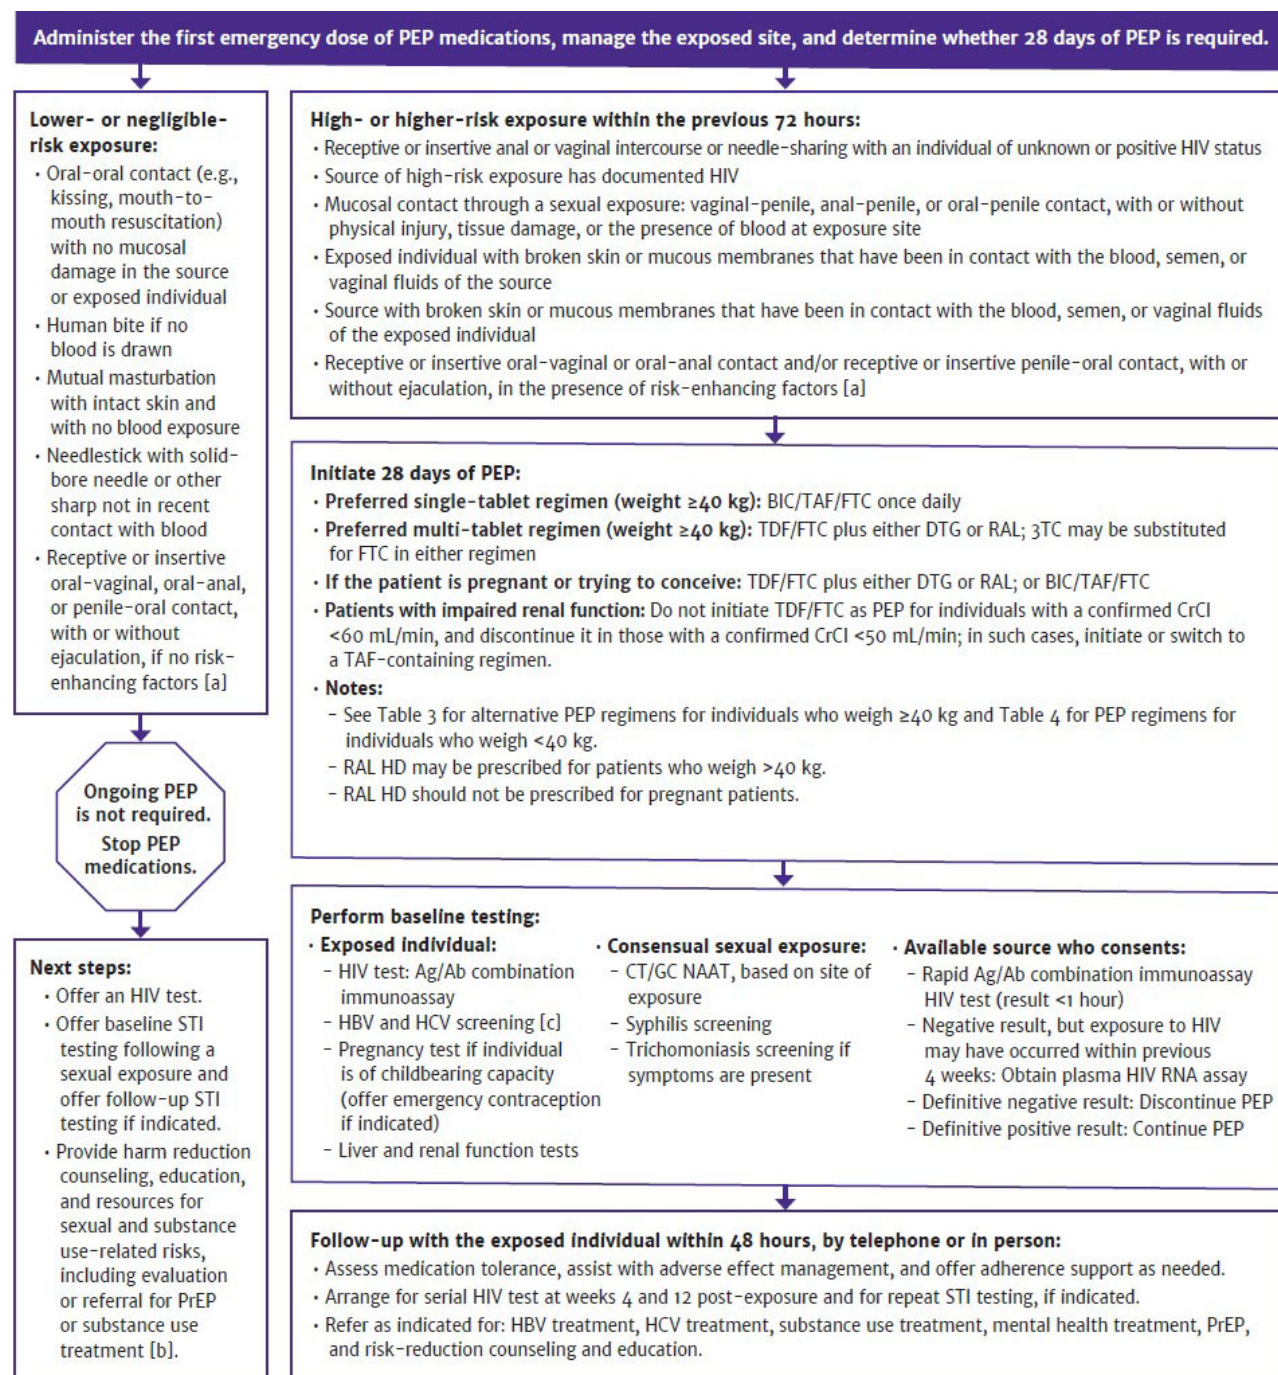 Administer the first emergency dose of PEP medications, manage the exposed site, and determine whether 28 days of PEP is required.
Lower- or negligible-
risk exposure:
· Oral-oral contact (e.g.,
kissing, mouth-to-
mouth resuscitation)
with no mucosal
damage in the source
or exposed individual
· Human bite if no
blood is drawn
· Mutual masturbation
with intact skin and
with no blood exposure
· Needlestick with solid-
bore needle or other
sharp not in recent
contact with blood
· Receptive or insertive
oral-vaginal, oral-anal,
or penile-oral contact,
with or without
ejaculation, if no risk-
enhancing factors [a]
Ongoing PEP
is not required.
Stop PEP
medications.
Next steps:
· Offer an HIV test.
· Offer baseline STI
testing following a
sexual exposure and
offer follow-up STI
testing if indicated.
· Provide harm reduction
counseling, education,
and resources for
sexual and substance
use-related risks,
including evaluation
or referral for PrEP
or substance use
treatment [b].
High- or higher-risk exposure within the previous 72 hours:
· Receptive or insertive anal or vaginal intercourse or needle-sharing with an individual of unknown or positive HIV status
· Source of high-risk exposure has documented HIV
· Mucosal contact through a sexual exposure: vaginal-penile, anal-penile, or oral-penile contact, with or without
physical injury, tissue damage, or the presence of blood at exposure site
· Exposed individual with broken skin or mucous membranes that have been in contact with the blood, semen, or
vaginal fluids of the source
· Source with broken skin or mucous membranes that have been in contact with the blood, semen, or vaginal fluids
of the exposed individual
· Receptive or insertive oral-vaginal or oral-anal contact and/or receptive or insertive penile-oral contact, with or
without ejaculation, in the presence of risk-enhancing factors [a]
Initiate 28 days of PEP:
· Preferred single-tablet regimen (weight ≥40 kg): BIC/TAF/FTC once daily
· Preferred multi-tablet regimen (weight ≥40 kg): TDF/FTC plus either DTG or RAL; 3TC may be substituted
for FTC in either regimen
· If the patient is pregnant or trying to conceive: TDF/FTC plus either DTG or RAL; or BIC/TAF/FTC
· Patients with impaired renal function: Do not initiate TDF/FTC as PEP for individuals with a confirmed CrCl
<60 mL/min, and discontinue it in those with a confirmed CrCl <50 mL/min; in such cases, initiate or switch to
a TAF-containing regimen.
· Notes:
– See Table 3 for alternative PEP regimens for individuals who weigh ≥40 kg and Table 4 for PEP regimens for
individuals who weigh <40 kg.
– RAL HD may be prescribed for patients who weigh >40 kg.
– RAL HD should not be prescribed for pregnant patients.
Perform baseline testing:
· Exposed individual:
– HIV test: Ag/Ab combination
immunoassay
– HBV and HCV screening [c]
– Pregnancy test if individual
is of childbearing capacity
(offer emergency contraception
if indicated)
– Liver and renal function tests
· Consensual sexual exposure:
– CT/GC NAAT, based on site of
exposure
– Syphilis screening
– Trichomoniasis screening if
symptoms are present
· Available source who consents:
– Rapid Ag/Ab combination immunoassay
HIV test (result <1 hour)
– Negative result, but exposure to HIV
may have occurred within previous
4 weeks: Obtain plasma HIV RNA assay
– Definitive negative result: Discontinue PEP
– Definitive positive result: Continue PEP
Follow-up with the exposed individual within 48 hours, by telephone or in person:
· Assess medication tolerance, assist with adverse effect management, and offer adherence support as needed.
· Arrange for serial HIV test at weeks 4 and 12 post-exposure and for repeat STI testing, if indicated.
· Refer as indicated for: HBV treatment, HCV treatment, substance use treatment, mental health treatment, PrEP,
and risk-reduction counseling and education.